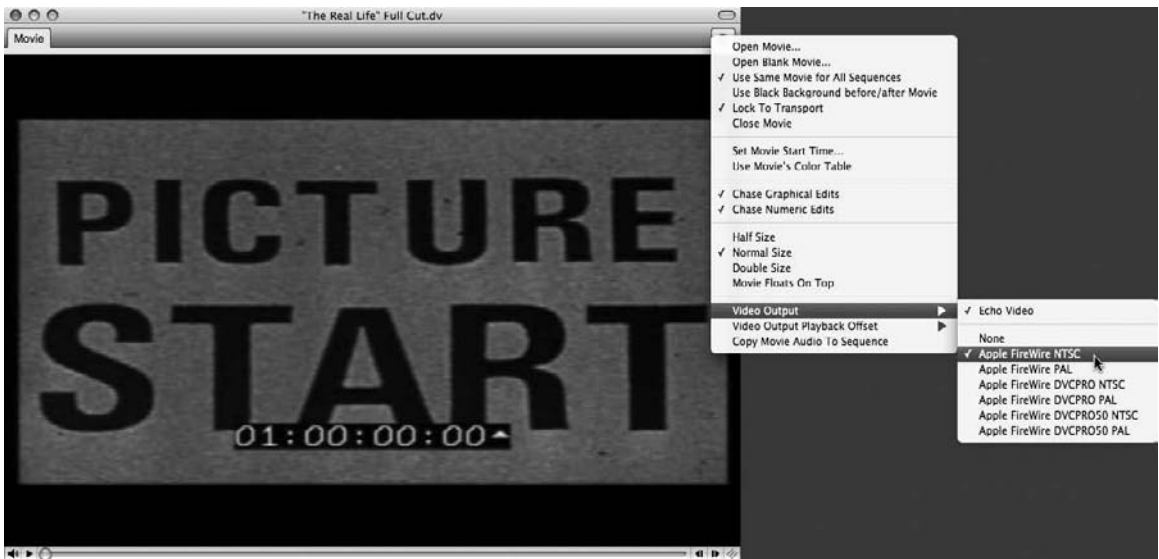 "The Real Life" Full Cut.dv
Movie
PICTURE
START
01:00:00:00
Open Movie...
Open Blank Movie...
✓ Use Same Movie for All Sequences
Use Black Background before/after Movie
✓ Lock To Transport
Close Movie
Set Movie Start Time...
Use Movie's Color Table
✓ Chase Graphical Edits
✓ Chase Numeric Edits
Half Size
✓ Normal Size
Double Size
Movie Floats On Top
Video Output
Video Output Playback Offset
Copy Movie Audio To Sequence
✓ Echo Video
None
✓ Apple FireWire NTSC
Apple FireWire PAL
Apple FireWire DVCPRO NTSC
Apple FireWire DVCPRO PAL
Apple FireWire DVCPRO50 NTSC
Apple FireWire DVCPRO50 PAL